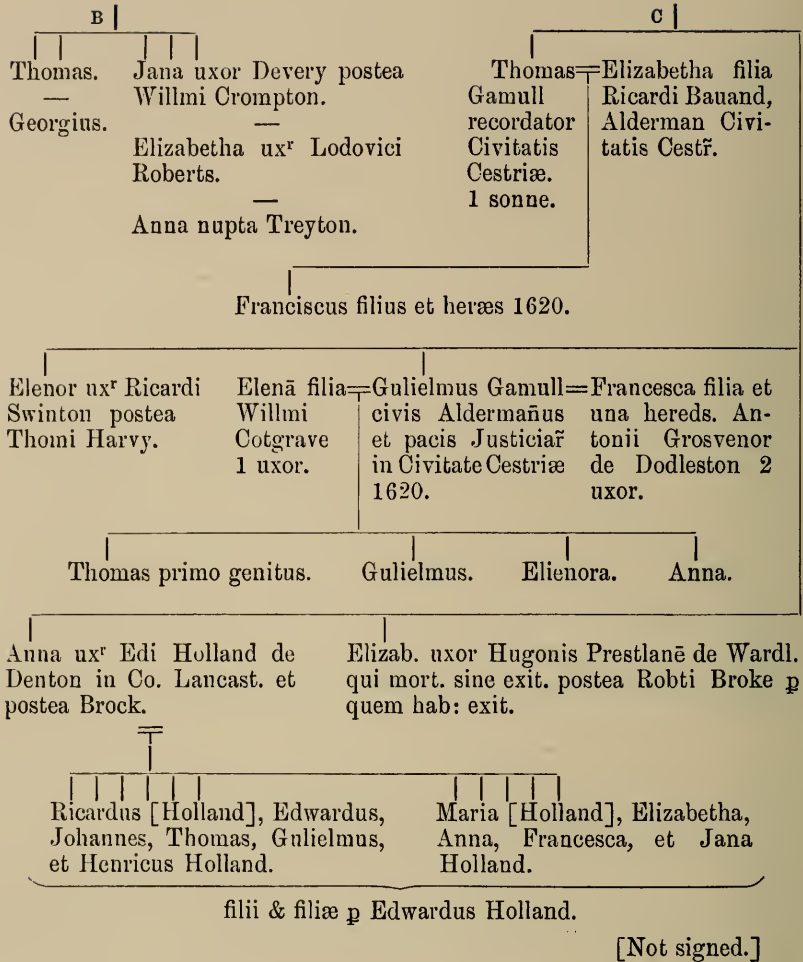 B
C
Thomas.
—
Georgius.
Jana uxor Devery postea
Willmi Crompton.
—
Elizabetha uxʳ Lodovici
Roberts.
—
Anna nupta Treyton.
Thomas
Gamull
recordator
Civitatis
Cestriæ.
1 sonne.
Elizabetha filia
Ricardi Bauand,
Alderman Civi-
tatis Cestr̃.
Franciscus filius et heræs 1620.
Elenor uxʳ Ricardi
Swinton postea
Thomi Harvy.
Elenā filia
Willmi
Cotgrave
1 uxor.
Gulielmus Gamull
civis Aldermañus
et pacis Justiciar̃
in Civitate Cestriæ
1620.
Francesca filia et
una hereds. An-
tonii Grosvenor
de Dodleston 2
uxor.
Thomas primo genitus.
Gulielmus.
Elienora.
Anna.
Anna uxʳ Edi Holland de
Denton in Co. Lancast. et
postea Brock.
Elizab. uxor Hugonis Prestlanē de Wardl.
qui mort. sine exit. postea Robti Broke ꝑ
quem hab: exit.
Ricardus [Holland], Edwardus,
Johannes, Thomas, Gulielmus,
et Henricus Holland.
Maria [Holland], Elizabetha,
Anna, Francesca, et Jana
Holland.
filii & filiæ ꝑ Edwardus Holland.
[Not signed.]